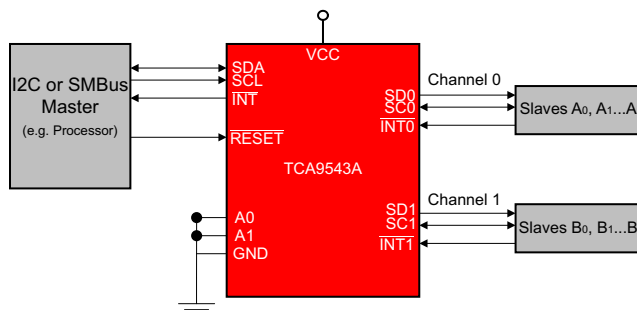 VCC
I2C or SMBus
Master
(e.g. Processor)
SDA
SCL
INT
RESET
TCA9543A
A0
A1
GND
Channel 0
SD0
SC0
INT0
Slaves A0, A1...A
Channel 1
SD1
SC1
INT1
Slaves B0, B1...B